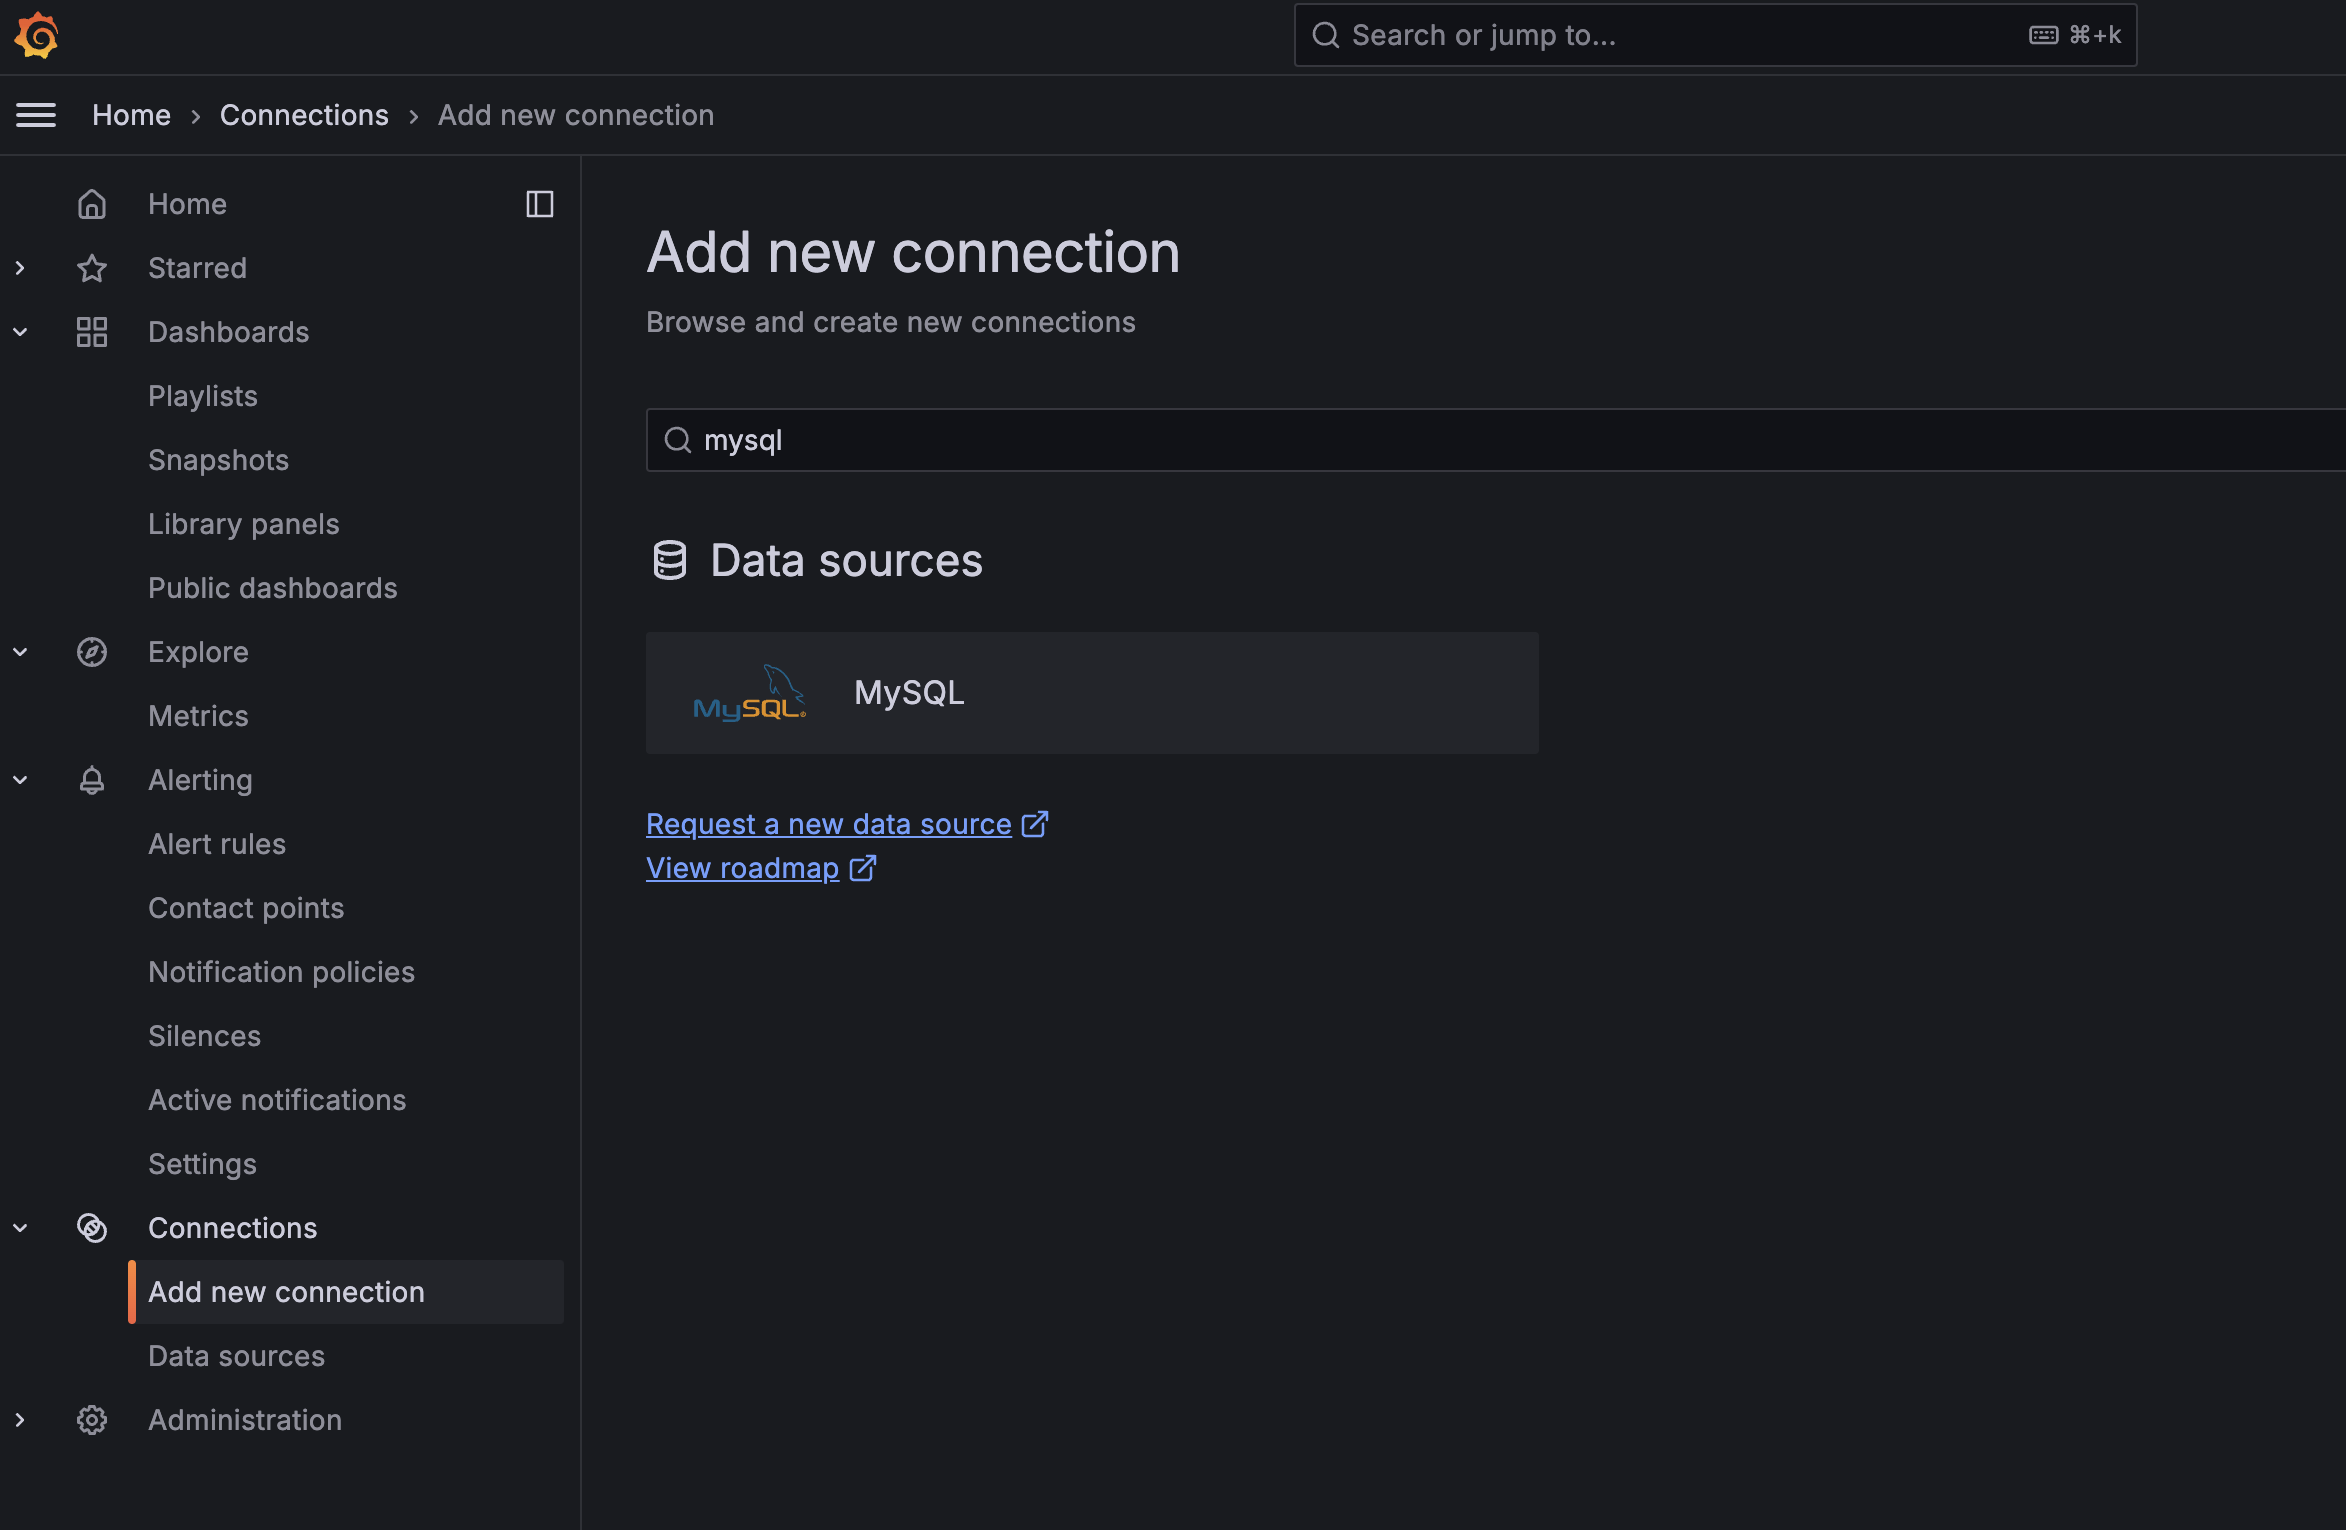 Search or jump to...
⌘+k
Home › Connections › Add new connection
Home
Starred
Dashboards
Playlists
Snapshots
Library panels
Public dashboards
Explore
Metrics
Alerting
Alert rules
Contact points
Notification policies
Silences
Active notifications
Settings
Connections
Add new connection
Data sources
Administration
Add new connection
Browse and create new connections
mysql
Data sources
MySQL®
MySQL
Request a new data source
View roadmap